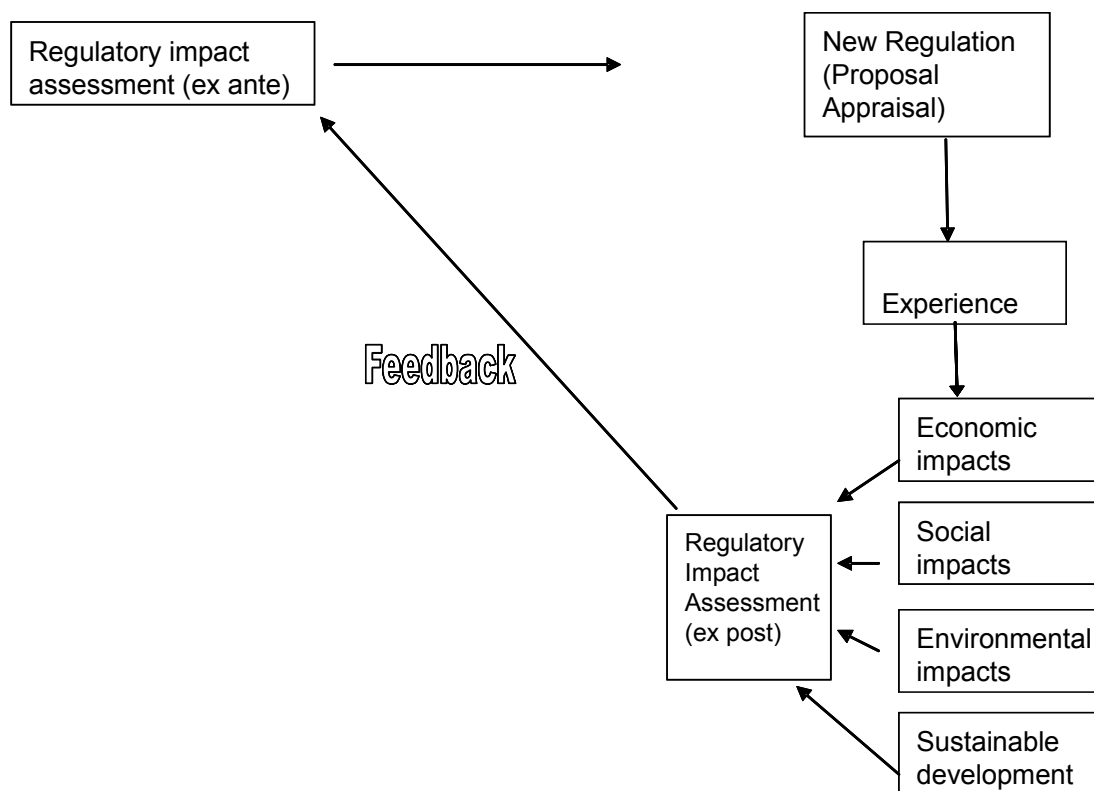 Regulatory impact
assessment (ex ante)
New Regulation
(Proposal
Appraisal)
Experience
Feedback
Economic
impacts
Regulatory
Impact
Assessment
(ex post)
Social
impacts
Environmental
impacts
Sustainable
development